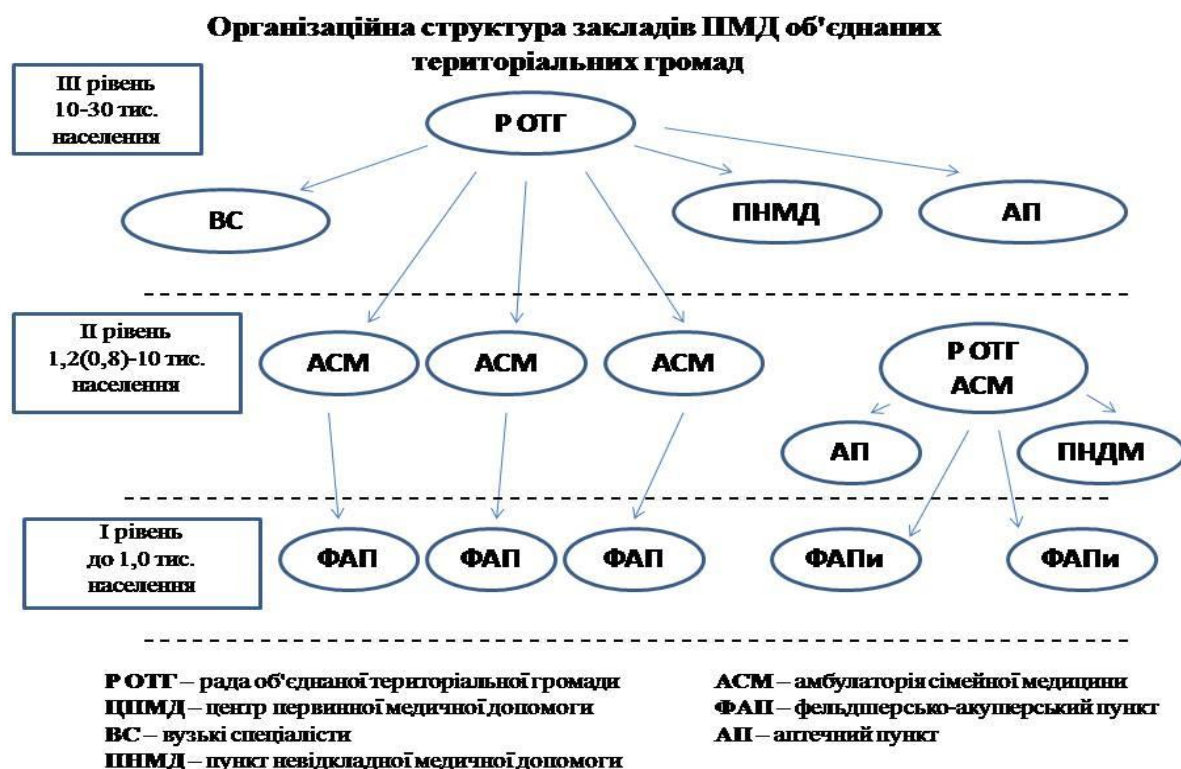 Організаційна структура закладів ПМД об'єднаних
територіальних громад
ІІІ рівень
10-30 тис.
населення
Р ОТГ
ВС
ПНМД
АП
ІІ рівень
1,2(0,8)-10 тис.
населення
АСМ
АСМ
АСМ
Р ОТГ
АСМ
АП
ПНДМ
І рівень
до 1,0 тис.
населення
ФАП
ФАП
ФАП
ФАПи
ФАПи
Р ОТГ – рада об'єднаної територіальної громади
ЦПМД – центр первинної медичної допомоги
ВС – вузькі спеціалісти
ПНМД – пункт невідкладної медичної допомоги
АСМ – амбулаторія сімейної медицини
ФАП – фельдшерсько-акушерський пункт
АП – аптечний пункт